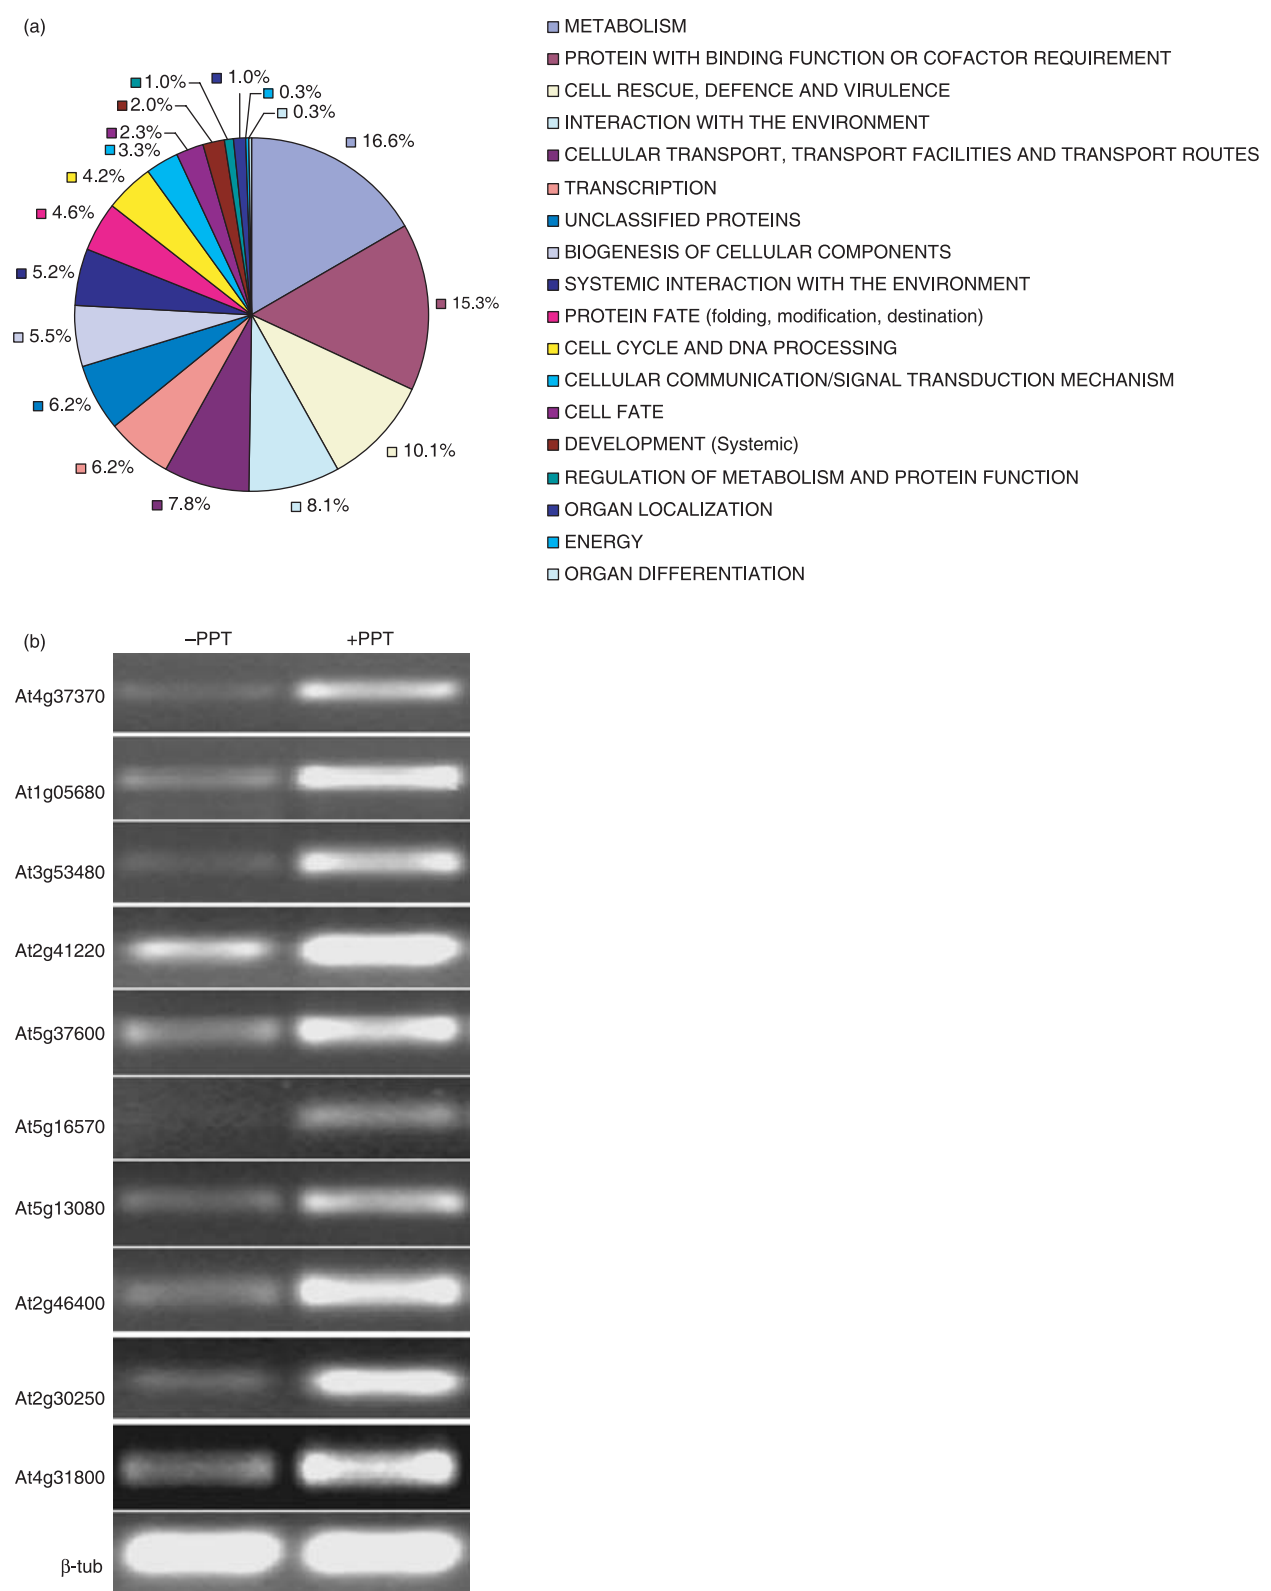 (a)
1.0%
1.0%
2.0%
0.3%
0.3%
2.3%
3.3%
16.6%
4.2%
4.6%
5.2%
15.3%
5.5%
6.2%
10.1%
6.2%
7.8%
8.1%
METABOLISM
PROTEIN WITH BINDING FUNCTION OR COFACTOR REQUIREMENT
CELL RESCUE, DEFENCE AND VIRULENCE
INTERACTION WITH THE ENVIRONMENT
CELLULAR TRANSPORT, TRANSPORT FACILITIES AND TRANSPORT ROUTES
TRANSCRIPTION
UNCLASSIFIED PROTEINS
BIOGENESIS OF CELLULAR COMPONENTS
SYSTEMIC INTERACTION WITH THE ENVIRONMENT
PROTEIN FATE (folding, modification, destination)
CELL CYCLE AND DNA PROCESSING
CELLULAR COMMUNICATION/SIGNAL TRANSDUCTION MECHANISM
CELL FATE
DEVELOPMENT (Systemic)
REGULATION OF METABOLISM AND PROTEIN FUNCTION
ORGAN LOCALIZATION
ENERGY
ORGAN DIFFERENTIATION
(b)
–PPT +PPT
At4g37370
At1g05680
At3g53480
At2g41220
At5g37600
At5g16570
At5g13080
At2g46400
At2g30250
At4g31800
β-tub